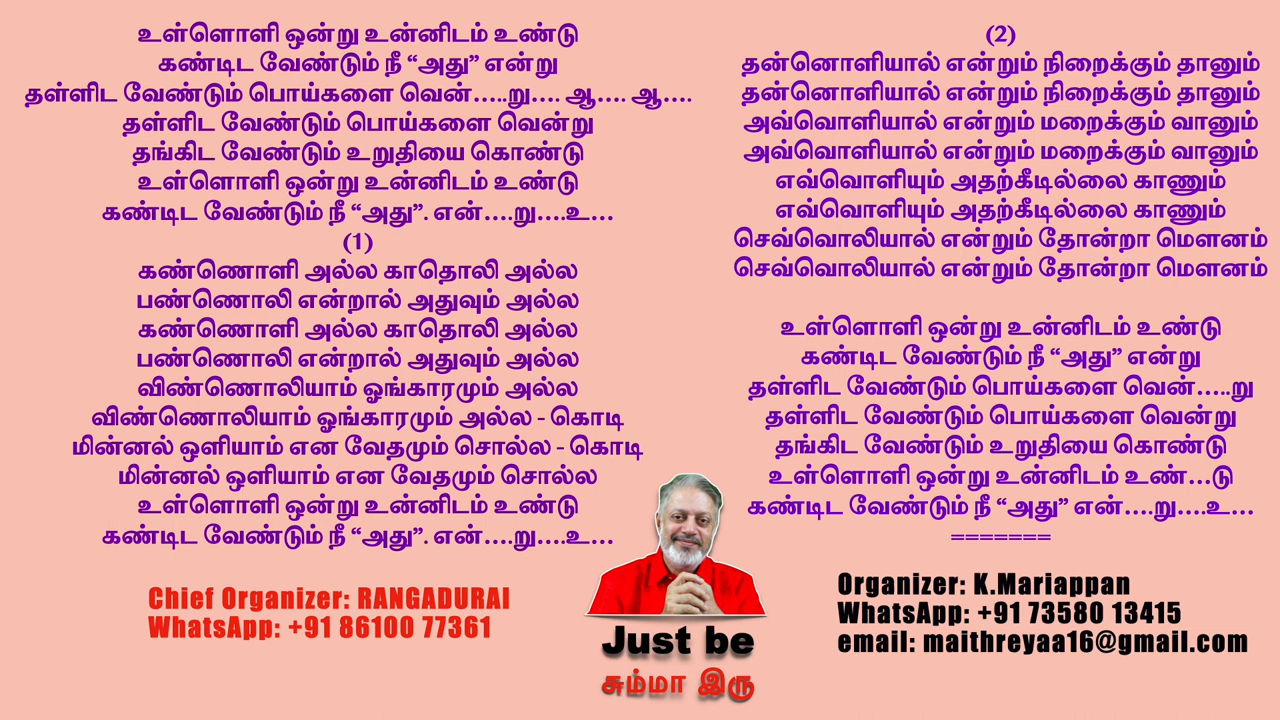 உள்ளொளி ஒன்று உன்னிடம் உண்டு
கண்டிட வேண்டும் நீ “அது” என்று
தள்ளிட வேண்டும் பொய்களை வென்…..று…. ஆ…. ஆ….
தள்ளிட வேண்டும் பொய்களை வென்று
தங்கிட வேண்டும் உறுதியை கொண்டு
உள்ளொளி ஒன்று உன்னிடம் உண்டு
கண்டிட வேண்டும் நீ “அது”. என்….று….உ…
(1)
கண்ணொளி அல்ல காதொலி அல்ல
பண்ணொலி என்றால் அதுவும் அல்ல
கண்ணொளி அல்ல காதொலி அல்ல
பண்ணொலி என்றால் அதுவும் அல்ல
விண்ணொலியாம் ஓங்காரமும் அல்ல
விண்ணொலியாம் ஓங்காரமும் அல்ல - கொடி
மின்னல் ஒளியாம் என வேதமும் சொல்ல - கொடி
மின்னல் ஒளியாம் என வேதமும் சொல்ல
உள்ளொளி ஒன்று உன்னிடம் உண்டு
கண்டிட வேண்டும் நீ “அது”. என்….று….உ…
(2)
தன்னொளியால் என்றும் நிறைக்கும் தானும்
தன்னொளியால் என்றும் நிறைக்கும் தானும்
அவ்வொளியால் என்றும் மறைக்கும் வானும்
அவ்வொளியால் என்றும் மறைக்கும் வானும்
எவ்வொளியும் அதற்கீடில்லை காணும்
எவ்வொளியும் அதற்கீடில்லை காணும்
செவ்வொலியால் என்றும் தோன்றா மௌனம்
செவ்வொலியால் என்றும் தோன்றா மௌனம்
உள்ளொளி ஒன்று உன்னிடம் உண்டு
கண்டிட வேண்டும் நீ “அது” என்று
தள்ளிட வேண்டும் பொய்களை வென்…..று
தள்ளிட வேண்டும் பொய்களை வென்று
தங்கிட வேண்டும் உறுதியை கொண்டு
உள்ளொளி ஒன்று உன்னிடம் உண்…டு
கண்டிட வேண்டும் நீ “அது” என்….று….உ…
=======
Chief Organizer: RANGADURAI
WhatsApp: +91 86100 77361
Just be
சும்மா இரு
Organizer: K.Mariappan
WhatsApp: +91 73580 13415
email: maithreyaa16@gmail.com